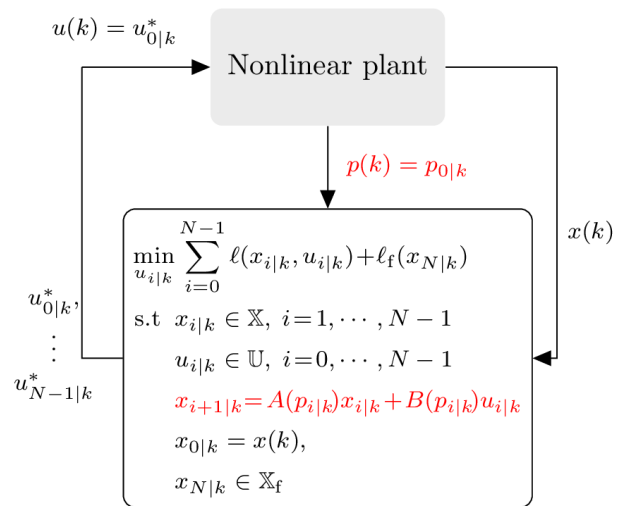 u(k) = u*_{0|k}
Nonlinear plant
p(k) = p_{0|k}
x(k)
min_{u_{i|k}} ∑_{i=0}^{N−1} ℓ(x_{i|k}, u_{i|k})+ℓ_f(x_{N|k})
s.t x_{i|k} ∈ 𝕏, i=1, ⋯ , N − 1
u_{i|k} ∈ 𝕌, i=0, ⋯ , N − 1
x_{i+1|k}=A(p_{i|k})x_{i|k}+B(p_{i|k})u_{i|k}
x_{0|k} = x(k),
x_{N|k} ∈ 𝕏_f
u*_{0|k},
⋮
u*_{N−1|k}